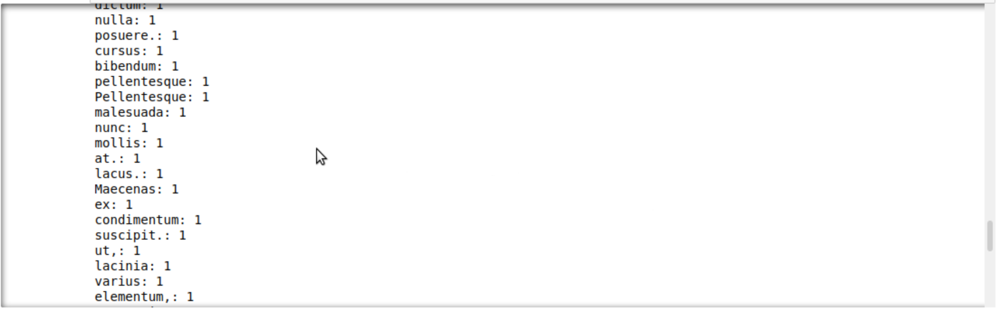 dictum: 1
nulla: 1
posuere.: 1
cursus: 1
bibendum: 1
pellentesque: 1
Pellentesque: 1
malesuada: 1
nunc: 1
mollis: 1
at.: 1
lacus.: 1
Maecenas: 1
ex: 1
condimentum: 1
suscipit.: 1
ut,: 1
lacinia: 1
varius: 1
elementum,: 1